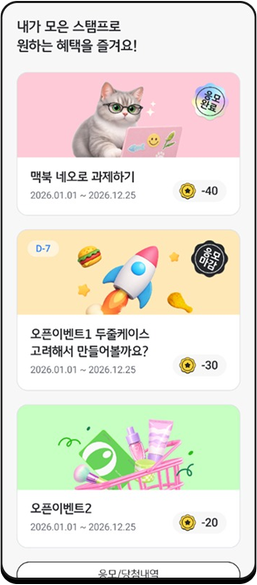 내가 모은 스탬프로
원하는 혜택을 즐겨요!
응모
완료
맥북 네오로 과제하기
2026.01.01 ~ 2026.12.25
-40
D-7
응모
마감
오픈이벤트1 두줄케이스
고려해서 만들어볼까요?
2026.01.01 ~ 2026.12.25
-30
오픈이벤트2
2026.01.01 ~ 2026.12.25
-20
응모/당첨내역